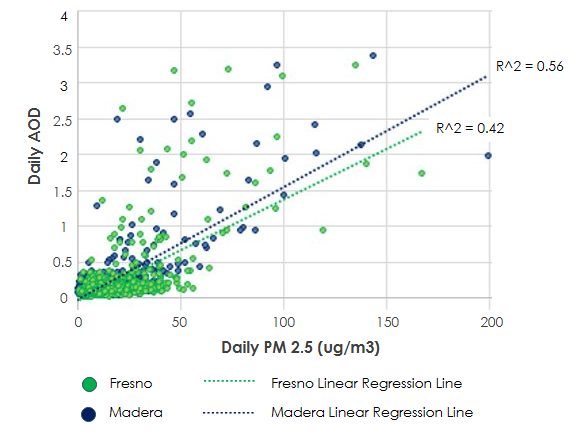 4
3.5
R^2 = 0.56
3
2.5
R^2 = 0.42
2
1.5
1
0.5
0
Daily AOD
0 50 100 150 200
Daily PM 2.5 (ug/m3)
Fresno Fresno Linear Regression Line
Madera Madera Linear Regression Line